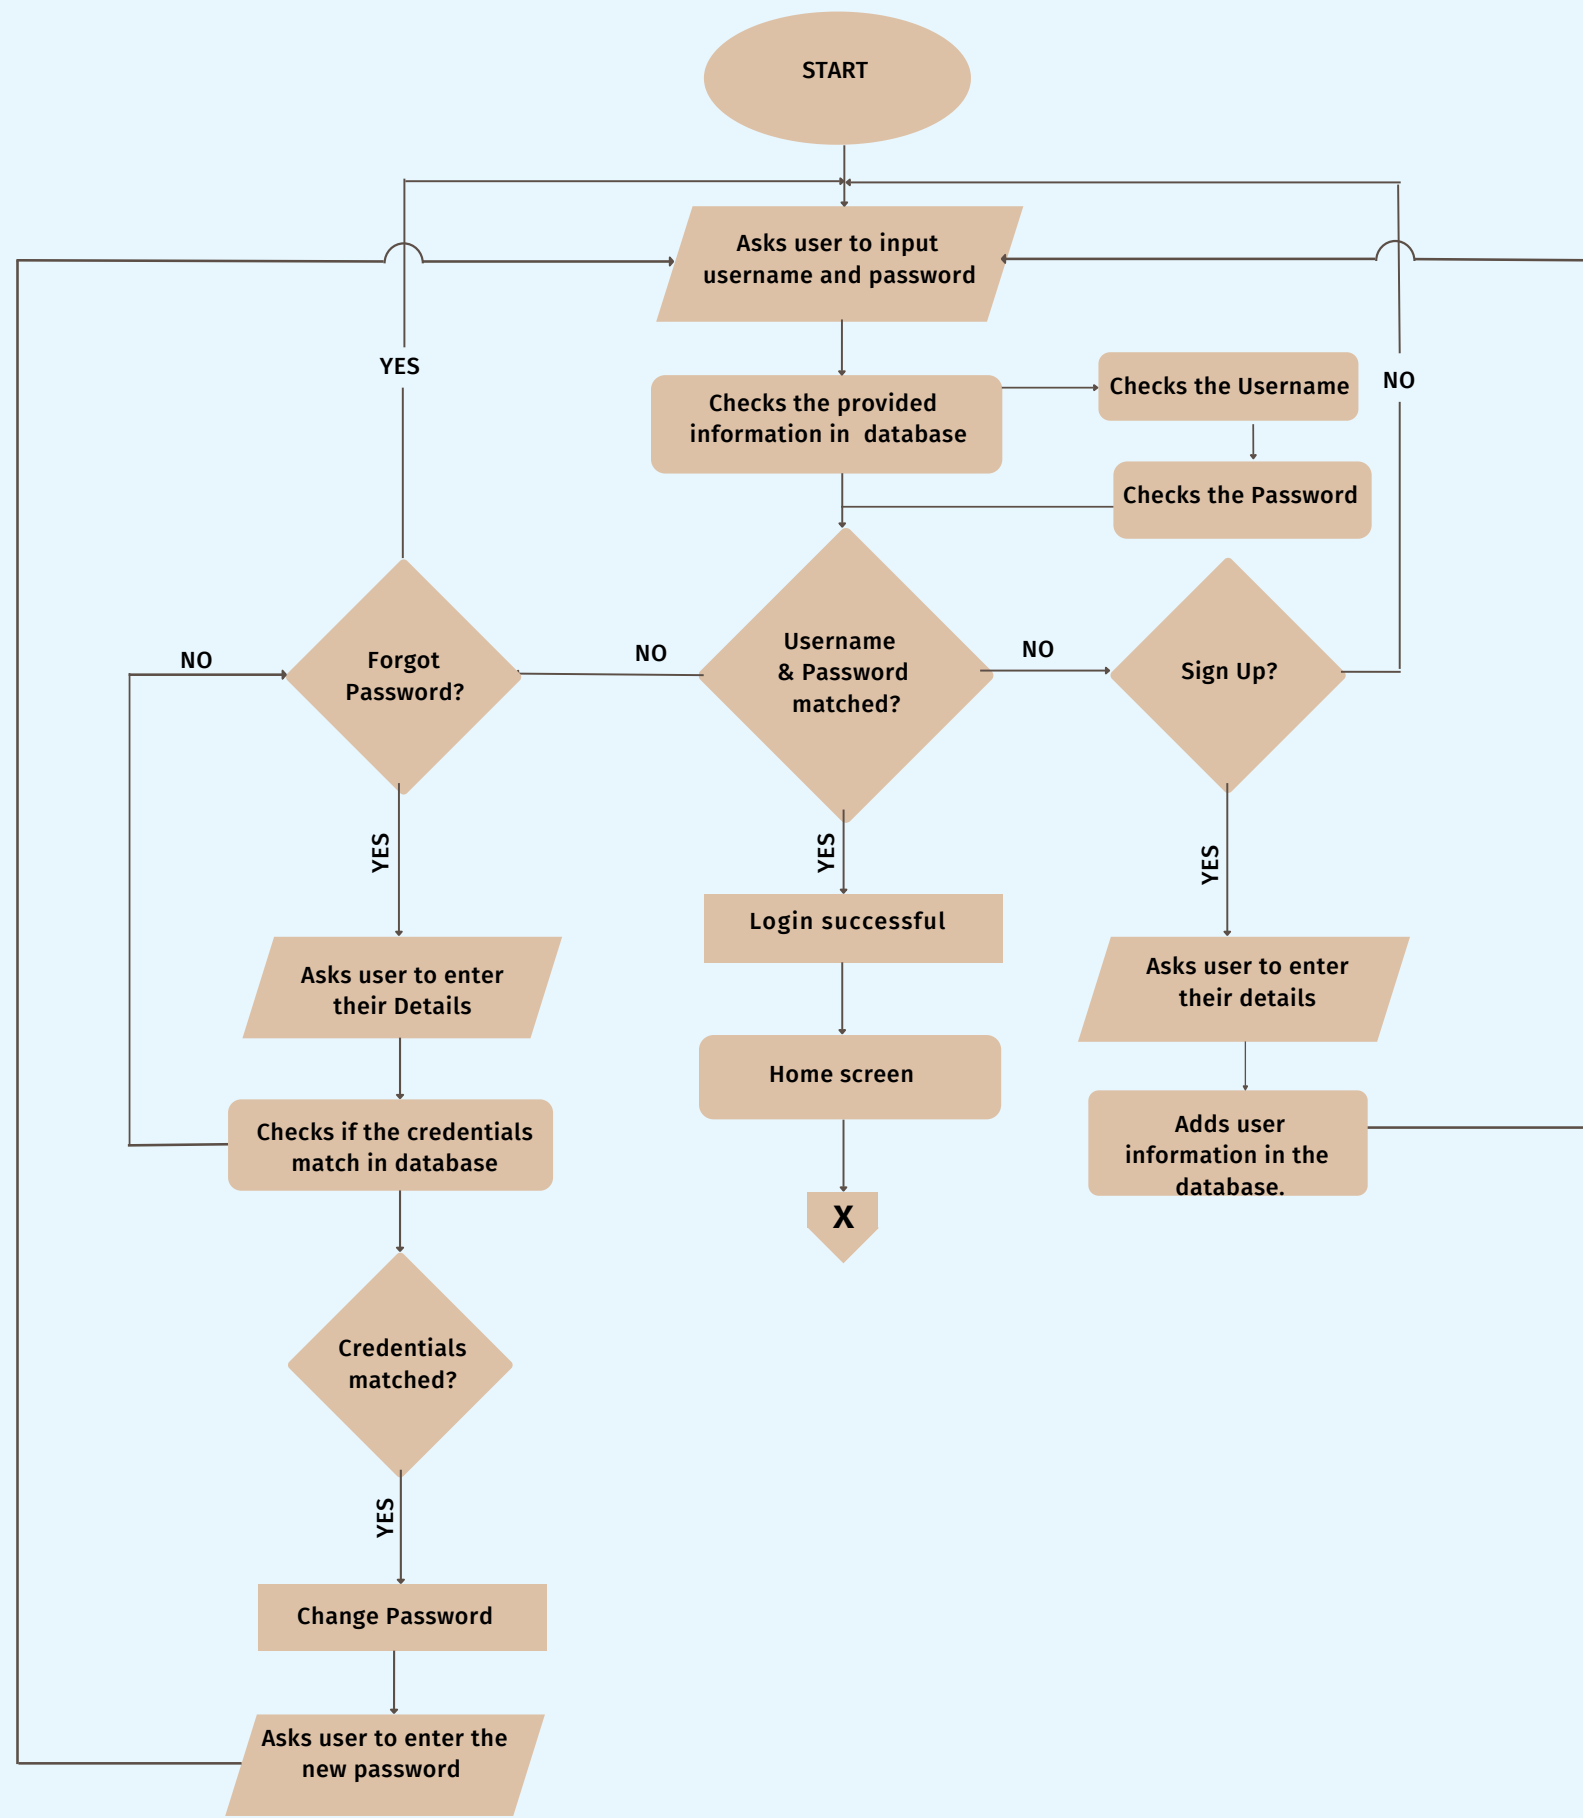 START
Asks user to input
username and password
YES
Checks the provided
information in database
Checks the Username
NO
Checks the Password
NO
Forgot
Password?
NO
Username
& Password
matched?
NO
Sign Up?
YES
YES
YES
Login successful
Asks user to enter
their Details
Asks user to enter
their details
Home screen
Checks if the credentials
match in database
Adds user
information in the
database.
X
Credentials
matched?
YES
Change Password
Asks user to enter the
new password